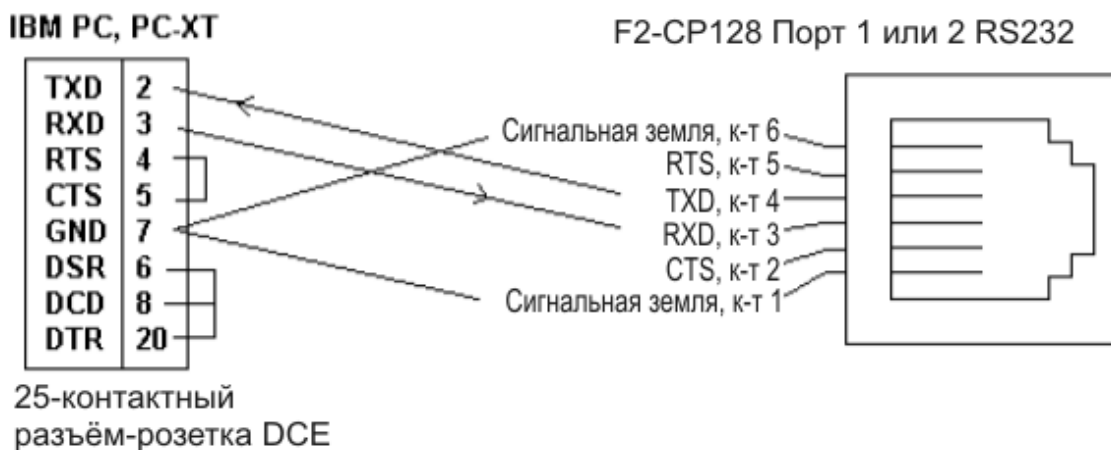 IBM PC, PC-XT
F2-CP128 Порт 1 или 2 RS232
TXD 2
RXD 3
RTS 4
CTS 5
GND 7
DSR 6
DCD 8
DTR 20
Сигнальная земля, к-т 6
RTS, к-т 5
TXD, к-т 4
RXD, к-т 3
CTS, к-т 2
Сигнальная земля, к-т 1
25-контактный
разъём-розетка DCE